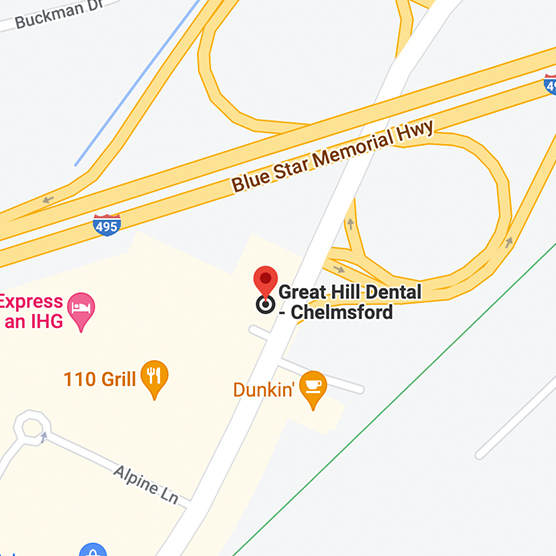 Buckman Dr
49
Blue Star Memorial Hwy
495
Great Hill Dental
- Chelmsford
Express
an IHG
110 Grill
Dunkin'
Alpine Ln